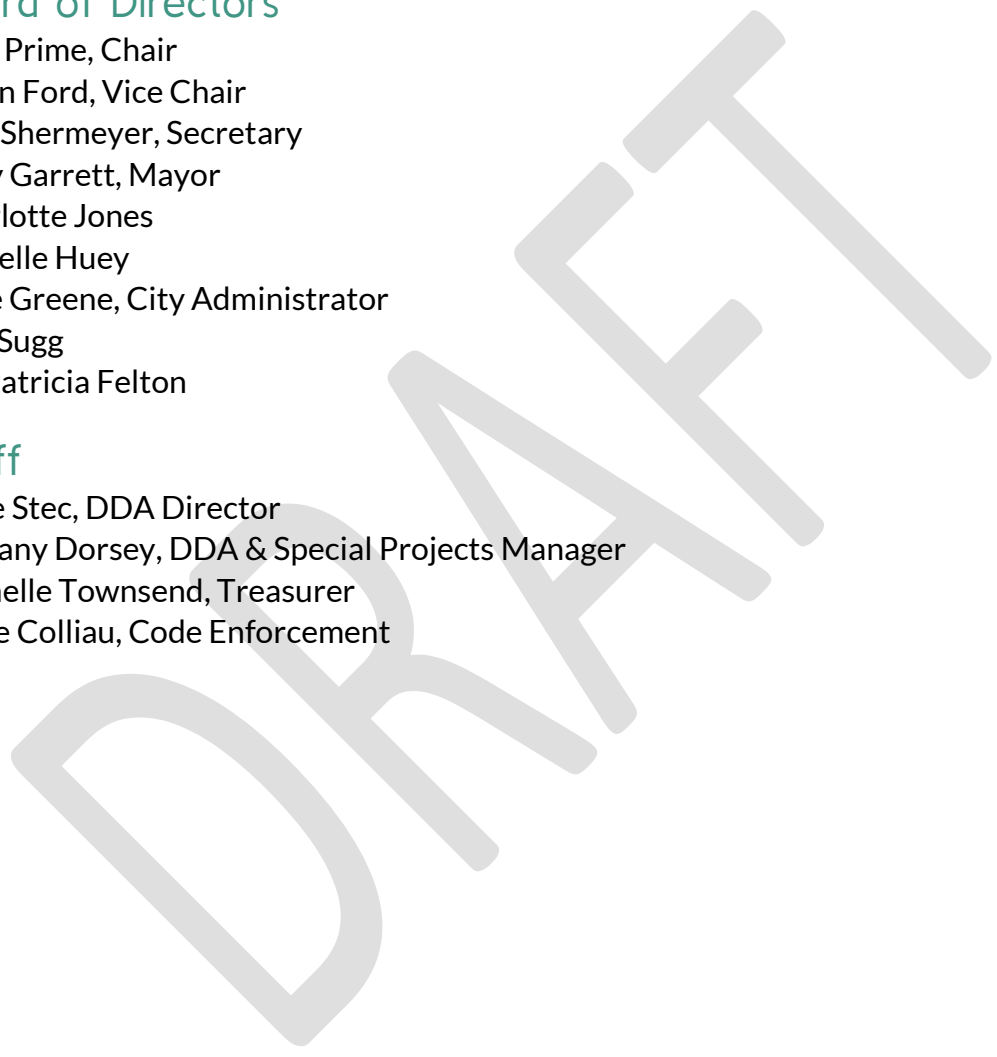 rd of Directors
Prime, Chair
n Ford, Vice Chair
Shermeyer, Secretary
y Garrett, Mayor
lotte Jones
elle Huey
e Greene, City Administrator
Sugg
atricia Felton
ff
e Stec, DDA Director
any Dorsey, DDA & Special Projects Manager
elle Townsend, Treasurer
e Colliau, Code Enforcement
DRAFT